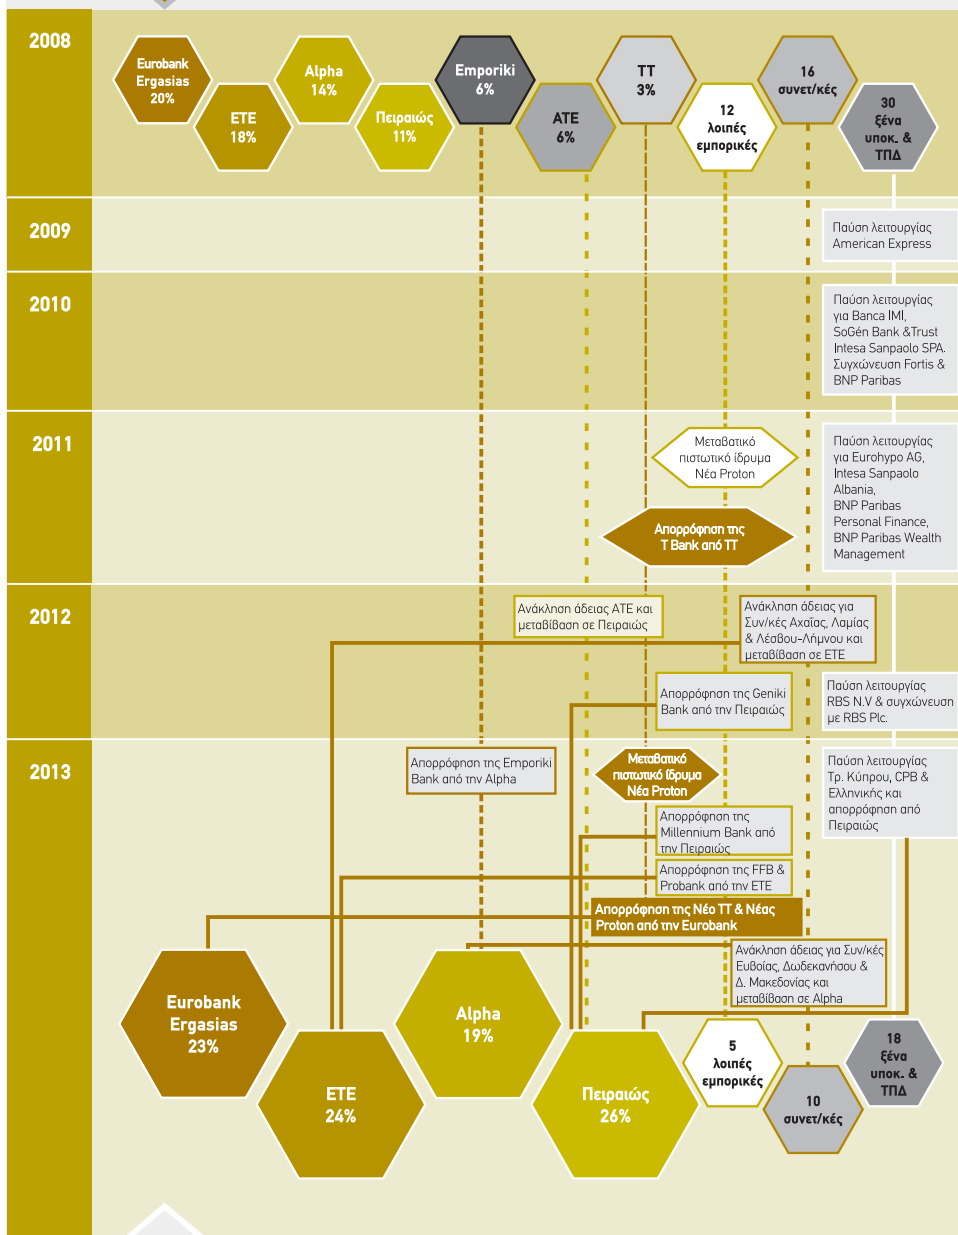 2008
Eurobank
Ergasias
20%
ΕΤΕ
18%
Alpha
14%
Πειραιώς
11%
Emporiki
6%
ΑΤΕ
6%
ΤΤ
3%
12
λοιπές
εμπορικές
16
συνετ/κές
30
ξένα
υποκ. &
ΤΠΔ
2009
Παύση λειτουργίας
American Express
2010
Παύση λειτουργίας
για Banca IMI,
SoGén Bank &Trust
Intesa Sanpaolo SPA.
Συγχώνευση Fortis &
BNP Paribas
2011
Μεταβατικό
πιστωτικό ίδρυμα
Νέα Proton
Απορρόφηση της
T Bank από ΤΤ
Παύση λειτουργίας
για Eurohypo AG,
Intesa Sanpaolo
Albania,
BNP Paribas
Personal Finance,
BNP Paribas Wealth
Management
2012
Ανάκληση άδειας ΑΤΕ και
μεταβίβαση σε Πειραιώς
Ανάκληση άδειας για
Συν/κές Αχαΐας, Λαμίας
& Λέσβου-Λήμνου και
μεταβίβαση σε ΕΤΕ
Απορρόφηση της Geniki
Bank από την Πειραιώς
Παύση λειτουργίας
RBS N.V & συγχώνευση
με RBS Plc.
2013
Απορρόφηση της Emporiki
Bank από την Alpha
Μεταβατικό
πιστωτικό ίδρυμα
Νέα Proton
Παύση λειτουργίας
Τρ. Κύπρου, CPB &
Ελληνικής και
απορρόφηση από
Πειραιώς
Απορρόφηση της
Millennium Bank από
την Πειραιώς
Απορρόφηση της FFB &
Probank από την ΕΤΕ
Απορρόφηση της Νέο ΤΤ & Νέας
Proton από την Eurobank
Ανάκληση άδειας για Συν/κές
Ευβοίας, Δωδεκανήσου &
Δ. Μακεδονίας και
μεταβίβαση σε Alpha
Eurobank
Ergasias
23%
ΕΤΕ
24%
Alpha
19%
Πειραιώς
26%
5
λοιπές
εμπορικές
10
συνετ/κές
18
ξένα
υποκ. &
ΤΠΔ